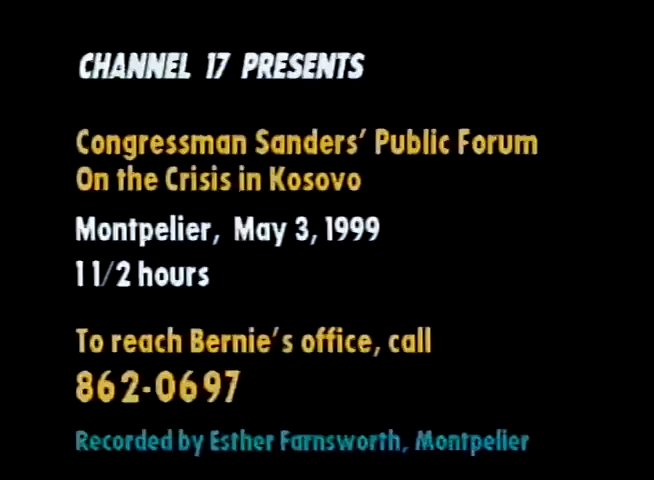 CHANNEL 17 PRESENTS
Congressman Sanders' Public Forum
On the Crisis in Kosovo
Montpelier, May 3, 1999
1 1/2 hours
To reach Bernie's office, call
862-0697
Recorded by Esther Farnsworth, Montpelier